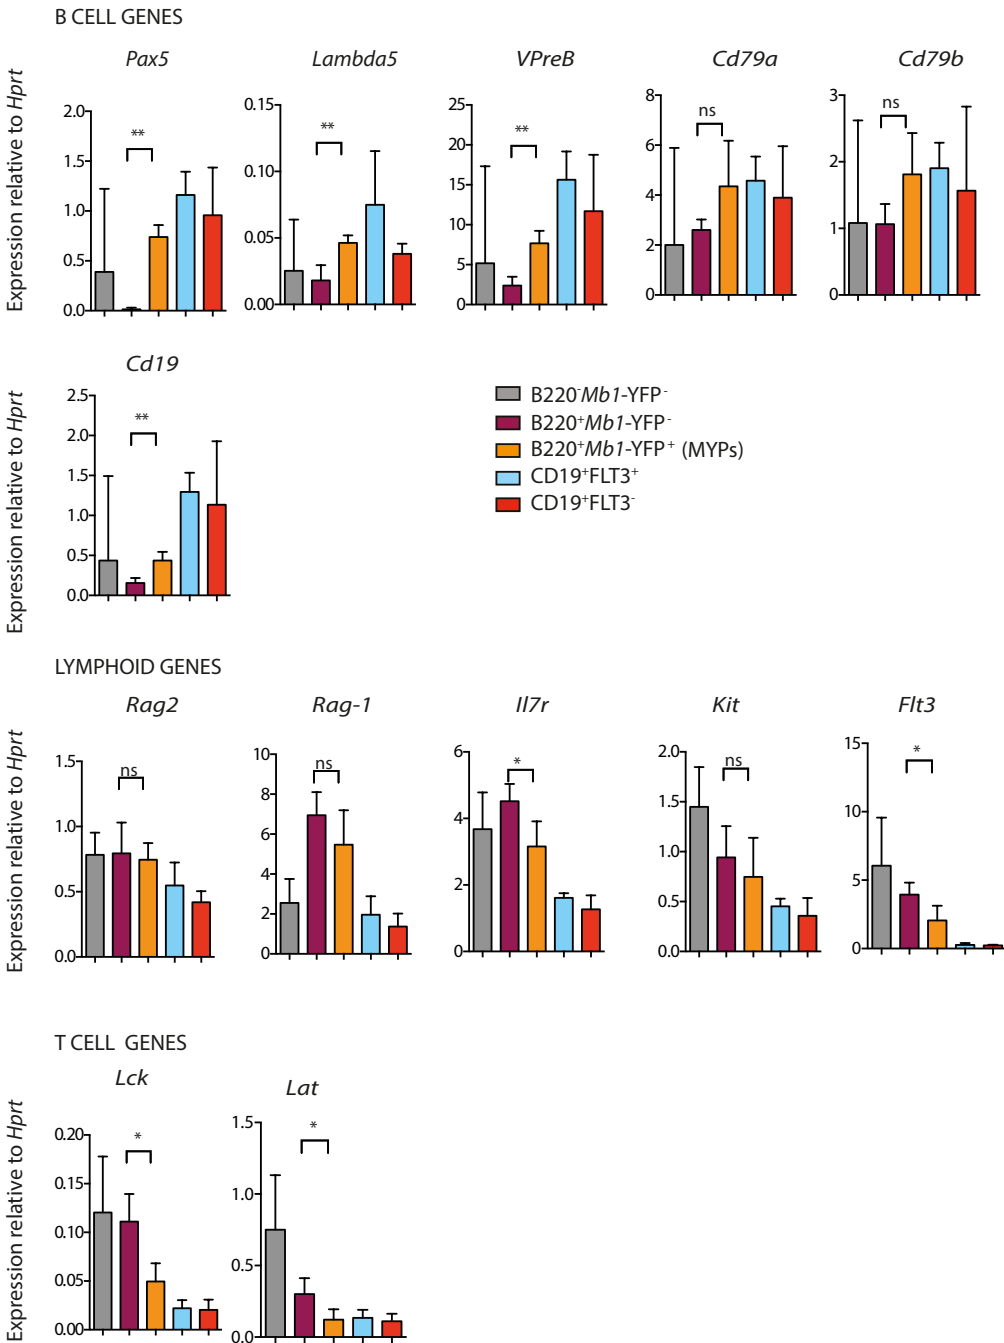 B CELL GENES
Pax5 Lambda5 VPreB Cd79a Cd79b
Expression relative to Hprt
2.0 1.5 1.0 0.5 0.0 **
0.15 0.10 0.05 0.00 **
25 20 15 10 5 0 **
8 6 4 2 0 ns
3 2 1 0 ns
Cd19
Expression relative to Hprt
2.5 2.0 1.5 1.0 0.5 0.0 **
B220-Mb1-YFP-
B220+Mb1-YFP-
B220+Mb1-YFP+ (MYPs)
CD19+FLT3+
CD19+FLT3-
LYMPHOID GENES
Rag2 Rag-1 Il7r Kit Flt3
Expression relative to Hprt
1.5 1.0 0.5 0.0 ns
10 8 6 4 2 0 ns
6 4 2 0 *
2.0 1.5 1.0 0.5 0.0 ns
15 10 5 0 *
T CELL GENES
Lck Lat
Expression relative to Hprt
0.20 0.15 0.10 0.05 0.00 *
1.5 1.0 0.5 0.0 *